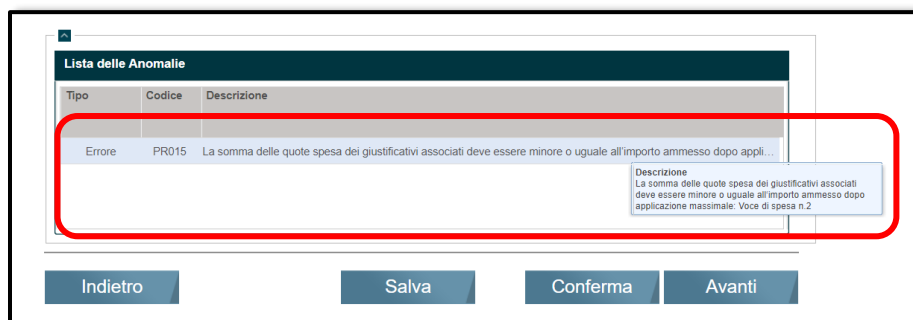 Lista delle Anomalie
Tipo Codice Descrizione
Errore PR015 La somma delle quote spesa dei giustificativi associati deve essere minore o uguale all'importo ammesso dopo appli...
Descrizione
La somma delle quote spesa dei giustificativi associati
deve essere minore o uguale all'importo ammesso dopo
applicazione massimale: Voce di spesa n.2
Indietro Salva Conferma Avanti